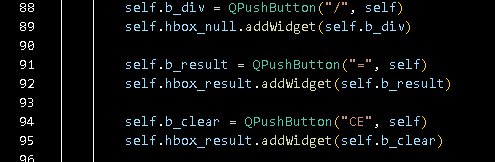 88 self.b_div = QPushButton("/", self)
89 self.hbox_null.addWidget(self.b_div)
90
91 self.b_result = QPushButton("=", self)
92 self.hbox_result.addWidget(self.b_result)
93
94 self.b_clear = QPushButton("CE", self)
95 self.hbox_result.addWidget(self.b_clear)
96